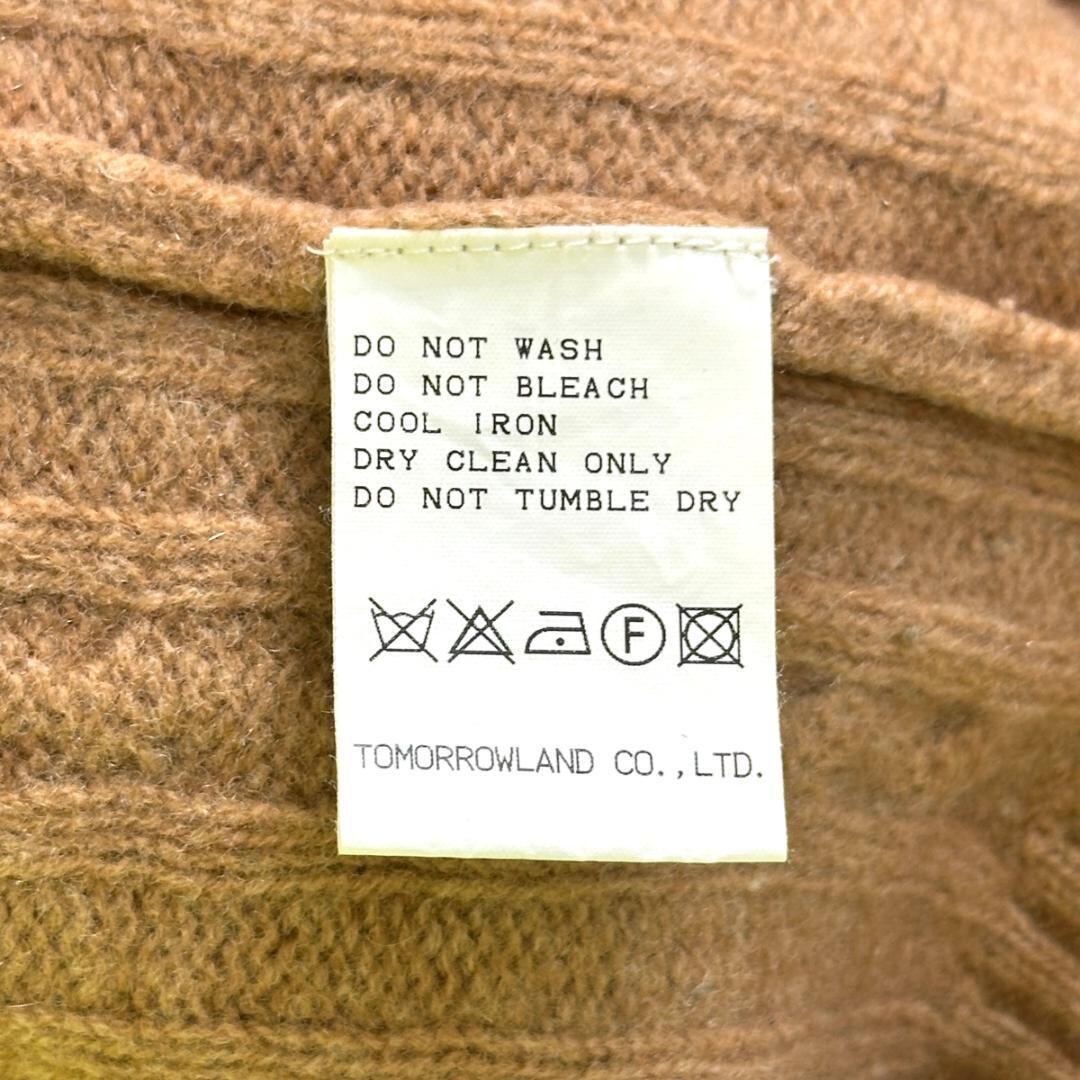 DO NOT WASH
DO NOT BLEACH
COOL IRON
DRY CLEAN ONLY
DO NOT TUMBLE DRY
F
TOMORROWLAND CO.,LTD.